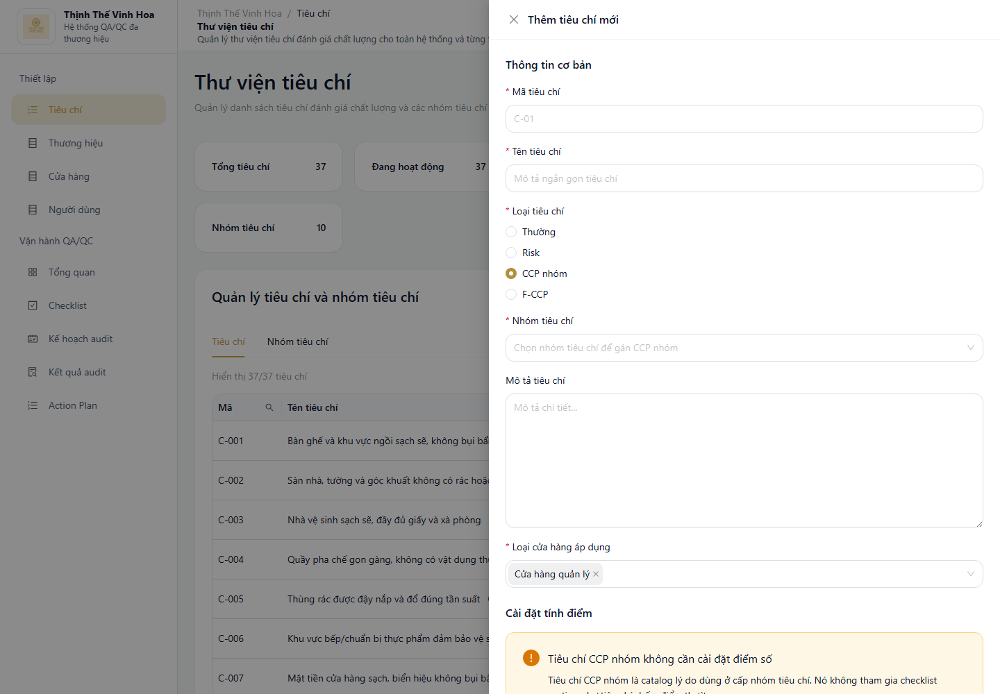 Thịnh Thế Vinh Hoa
Hệ thống QA/QC đa
thương hiệu
Thiết lập
Tiêu chí
Thương hiệu
Cửa hàng
Người dùng
Vận hành QA/QC
Tổng quan
Checklist
Kế hoạch audit
Kết quả audit
Action Plan
Thịnh Thế Vinh Hoa / Tiêu chí
Thư viện tiêu chí
Quản lý thư viện tiêu chí đánh giá chất lượng cho toàn hệ thống và từng
Thư viện tiêu chí
Quản lý danh sách tiêu chí đánh giá chất lượng và các nhóm tiêu chí
Tổng tiêu chí 37
Đang hoạt động 37
Nhóm tiêu chí 10
Quản lý tiêu chí và nhóm tiêu chí
Tiêu chí Nhóm tiêu chí
Hiển thị 37/37 tiêu chí
Mã Tên tiêu chí
C-001 Bàn ghế và khu vực ngồi sạch sẽ, không bụi
C-002 Sàn nhà, tường và góc khuất không có rác hoặc
C-003 Nhà vệ sinh sạch sẽ, đầy đủ giấy và xà phòng
C-004 Quầy pha chế gọn gàng, không có vật dụng
C-005 Thùng rác được đậy nắp và đổ đúng tần suất
C-006 Khu vực bếp/chuẩn bị thực phẩm đảm bảo vệ
C-007 Mặt tiền cửa hàng sạch, biển hiệu không bụi
Thêm tiêu chí mới
Thông tin cơ bản
* Mã tiêu chí
C-01
* Tên tiêu chí
Mô tả ngắn gọn tiêu chí
* Loại tiêu chí
Thường
Risk
CCP nhóm
F-CCP
* Nhóm tiêu chí
Chọn nhóm tiêu chí để gán CCP nhóm
Mô tả tiêu chí
Mô tả chi tiết...
* Loại cửa hàng áp dụng
Cửa hàng quản lý
Cài đặt tính điểm
Tiêu chí CCP nhóm không cần cài đặt điểm số
Tiêu chí CCP nhóm là catalog lý do dùng ở cấp nhóm tiêu chí. Nó không tham gia checklist